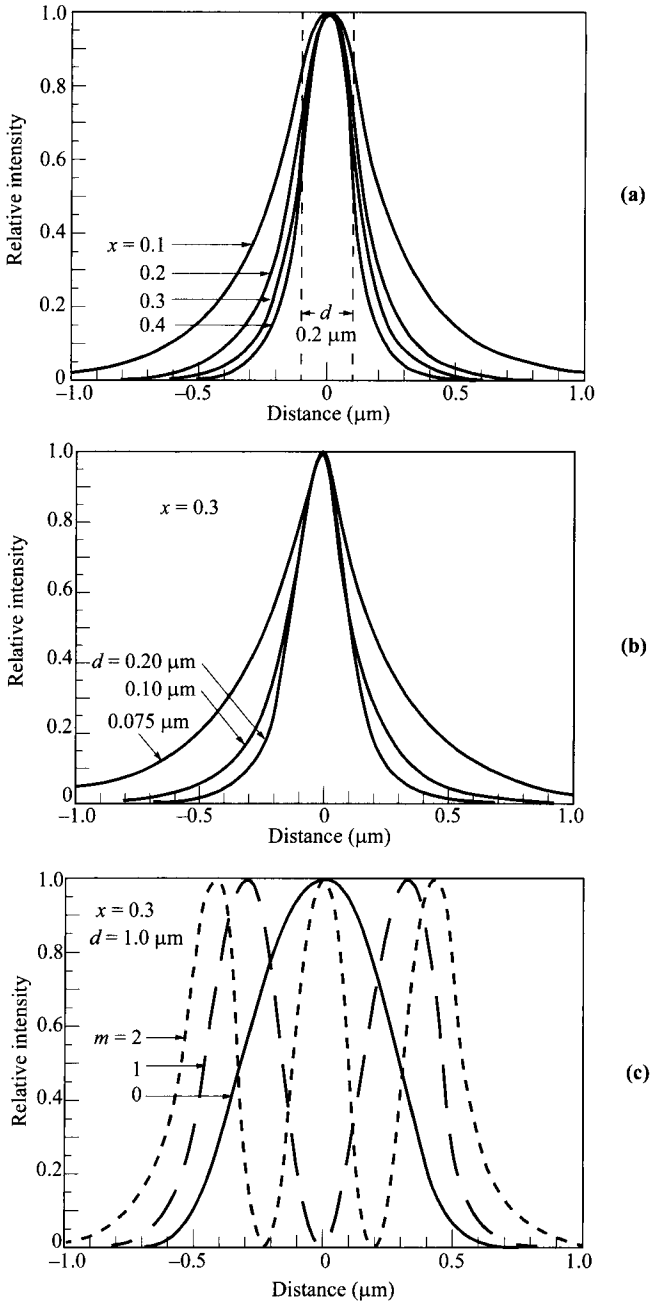 1.0
0.8
0.6
0.4
0.2
0
Relative intensity
x = 0.1
0.2
0.3
0.4
d
0.2 μm
–1.0
–0.5
0
0.5
1.0
Distance (μm)
(a)
1.0
0.8
0.6
0.4
0.2
0
Relative intensity
x = 0.3
d = 0.20 μm
0.10 μm
0.075 μm
–1.0
–0.5
0
0.5
1.0
Distance (μm)
(b)
1.0
0.8
0.6
0.4
0.2
0
Relative intensity
x = 0.3
d = 1.0 μm
m = 2
1
0
–1.0
–0.5
0
0.5
1.0
Distance (μm)
(c)